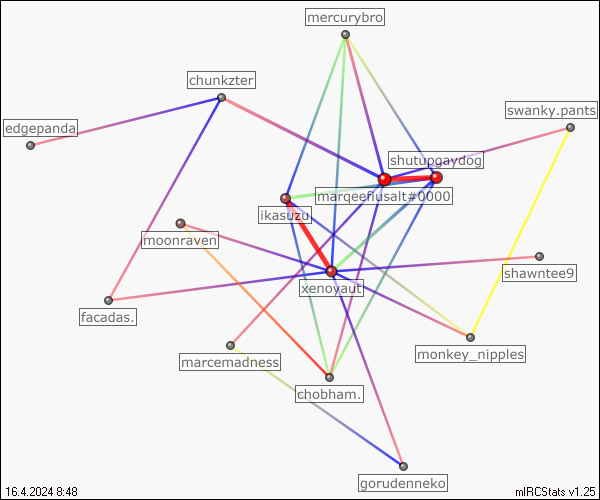 mercurybro
chunkzter
swanky.pants
edgepanda
shutupgaydog
marqeeriusalt#0000
ikasuzu
moonraven
shawntee9
xenoyaut
facadas.
monkey_nipples
marcemadness
chobham.
gorudenneko
16.4.2024 8:48
mIRCStats v1.25